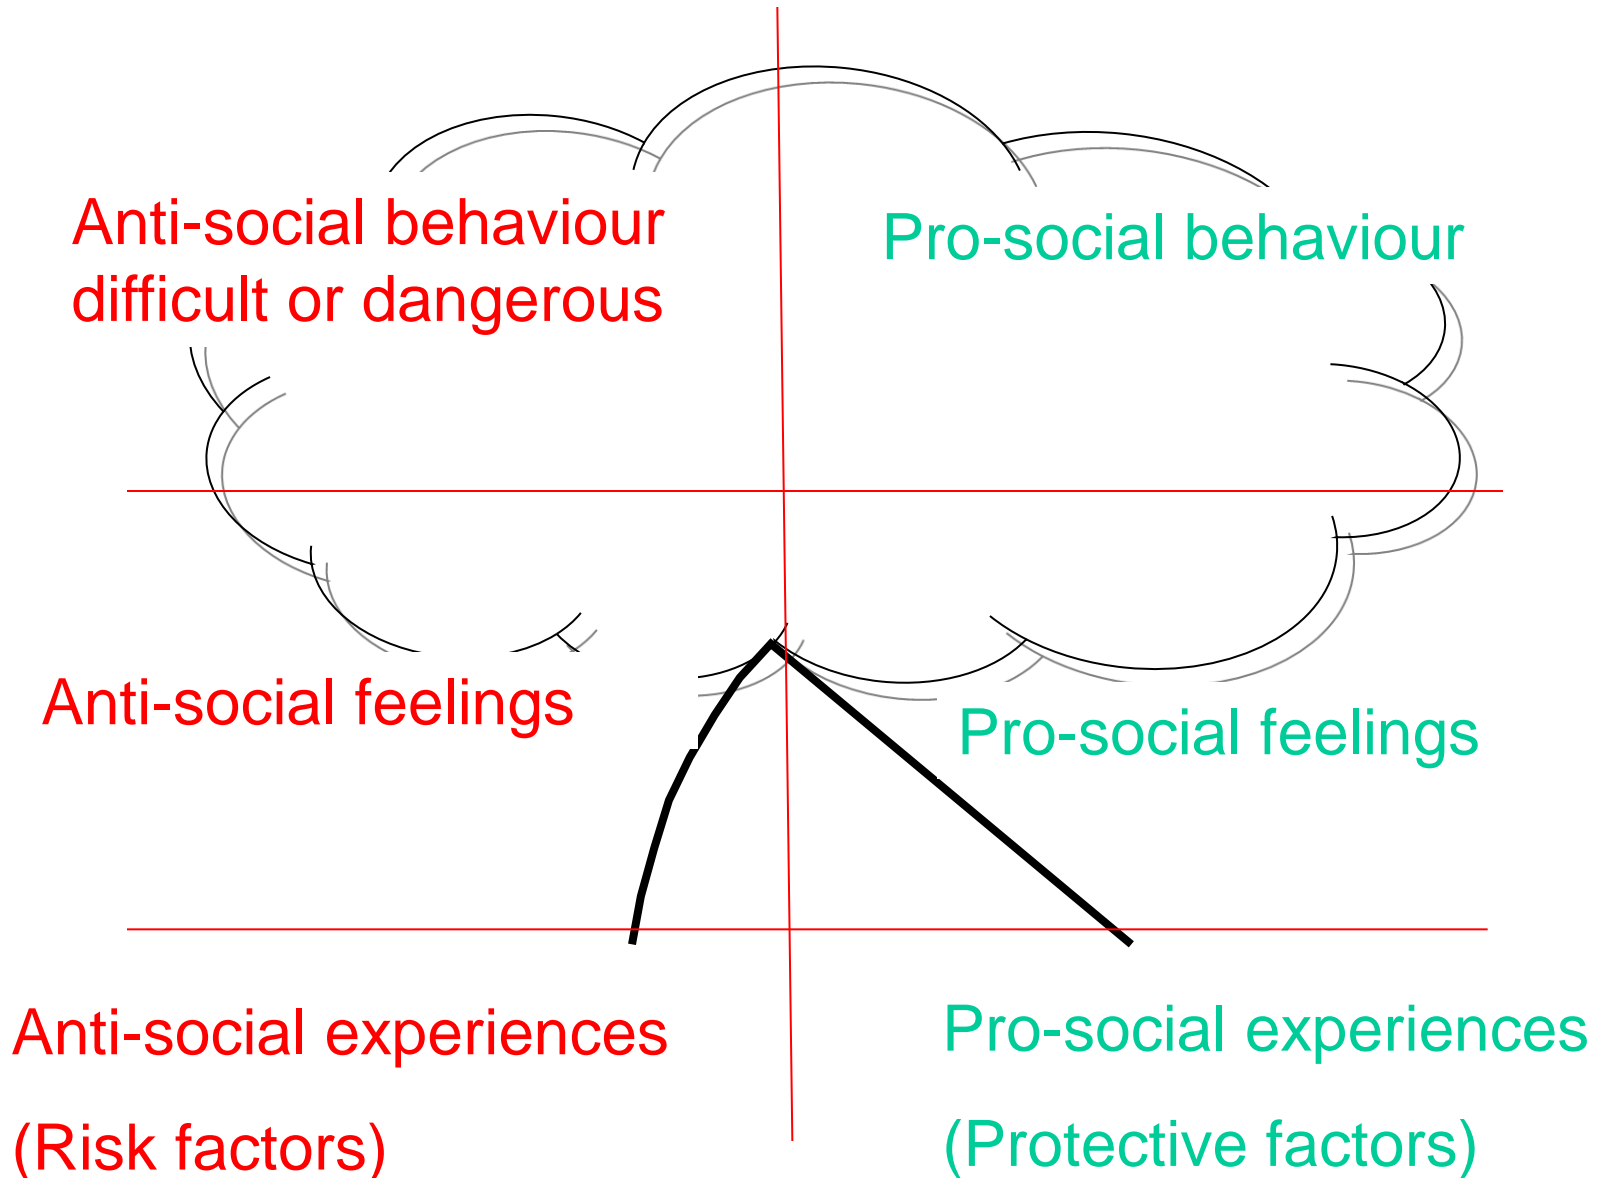 Anti-social behaviour
difficult or dangerous
Pro-social behaviour
Anti-social feelings
Pro-social feelings
Anti-social experiences
(Risk factors)
Pro-social experiences
(Protective factors)